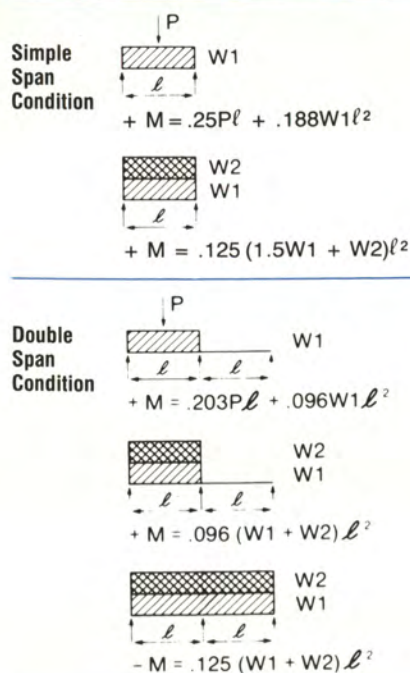 Simple
Span
Condition
P
W1
ℓ
+ M = .25Pℓ + .188W1ℓ²
W2
W1
ℓ
+ M = .125 (1.5W1 + W2)ℓ²
Double
Span
Condition
P
W1
ℓ ℓ
+ M = .203Pℓ + .096W1ℓ²
W2
W1
ℓ ℓ
+ M = .096 (W1 + W2) ℓ²
W2
W1
ℓ ℓ
− M = .125 (W1 + W2) ℓ²